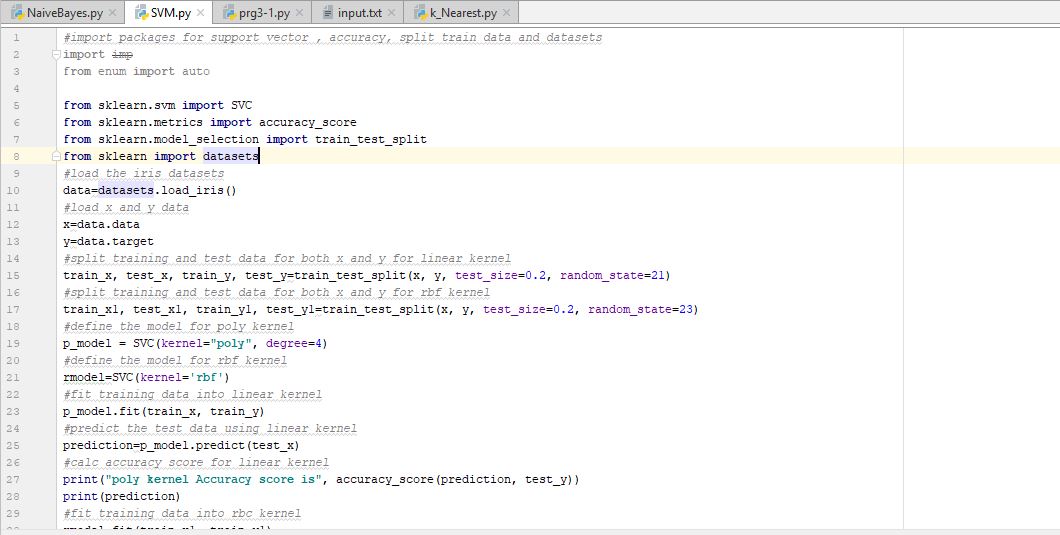 NaiveBayes.py SVM.py prg3-1.py input.txt k_Nearest.py
1 #import packages for support vector , accuracy, split train data and datasets
2 import imp
3 from enum import auto
4
5 from sklearn.svm import SVC
6 from sklearn.metrics import accuracy_score
7 from sklearn.model_selection import train_test_split
8 from sklearn import datasets
9 #load the iris datasets
10 data=datasets.load_iris()
11 #load x and y data
12 x=data.data
13 y=data.target
14 #split training and test data for both x and y for linear kernel
15 train_x, test_x, train_y, test_y=train_test_split(x, y, test_size=0.2, random_state=21)
16 #split training and test data for both x and y for rbf kernel
17 train_x1, test_x1, train_y1, test_y1=train_test_split(x, y, test_size=0.2, random_state=23)
18 #define the model for poly kernel
19 p_model = SVC(kernel="poly", degree=4)
20 #define the model for rbf kernel
21 rmodel=SVC(kernel='rbf')
22 #fit training data into linear kernel
23 p_model.fit(train_x, train_y)
24 #predict the test data using linear kernel
25 prediction=p_model.predict(test_x)
26 #calc accuracy score for linear kernel
27 print("poly kernel Accuracy score is", accuracy_score(prediction, test_y))
28 print(prediction)
29 #fit training data into rbc kernel